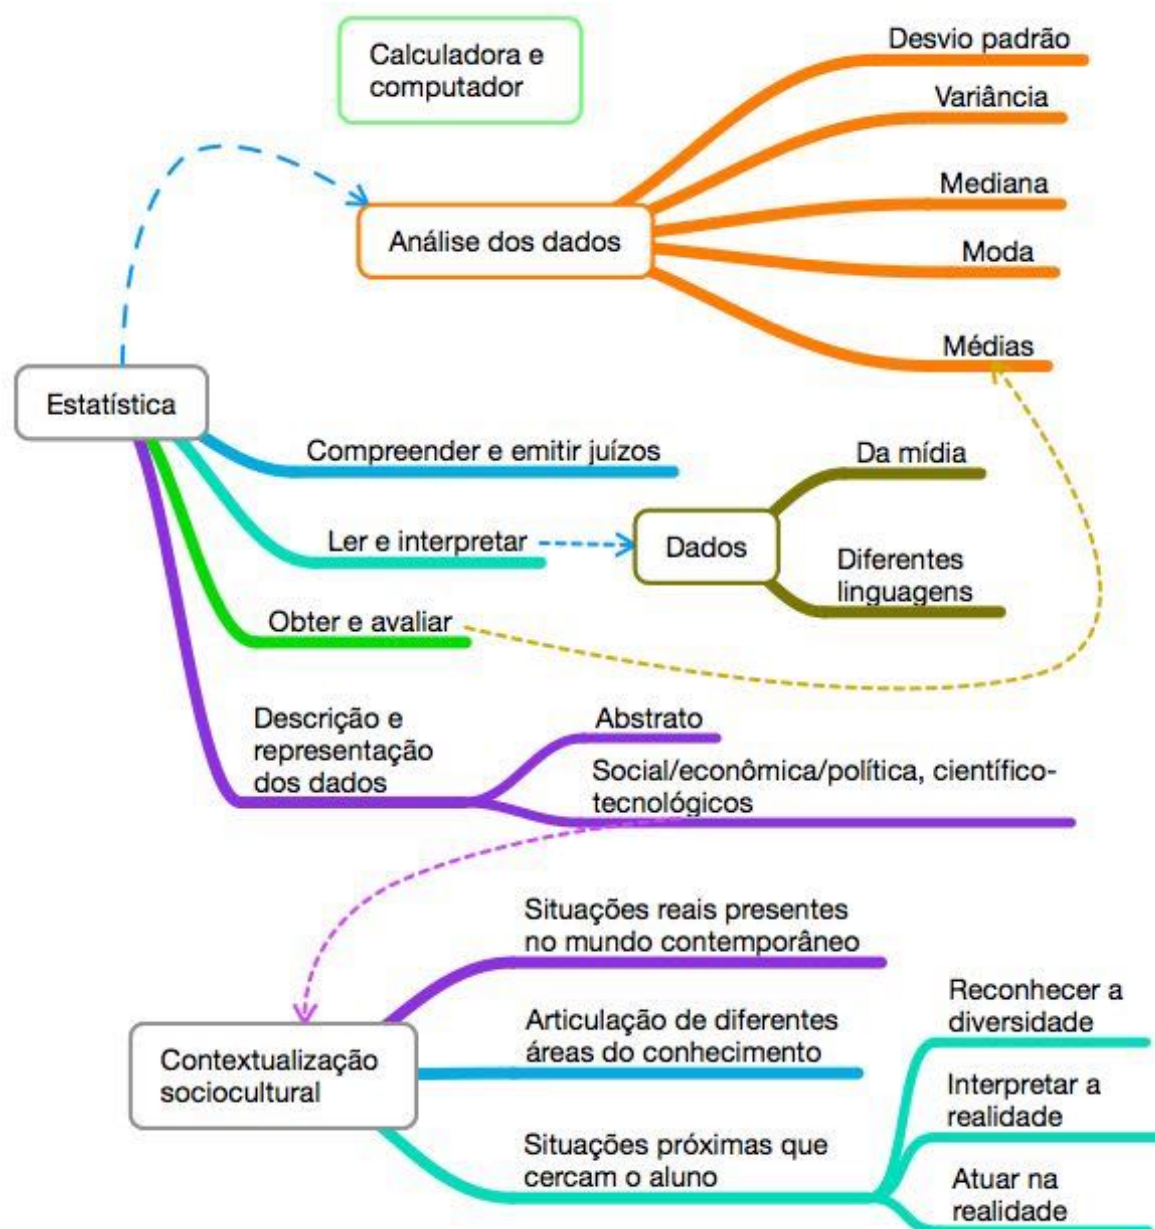 Calculadora e
computador
Desvio padrão
Variância
Mediana
Moda
Médias
Análise dos dados
Estatística
Compreender e emitir juízos
Ler e interpretar
Obter e avaliar
Dados
Da mídia
Diferentes
linguagens
Descrição e
representação
dos dados
Abstrato
Social/econômica/política, científico-
tecnológicos
Contextualização
sociocultural
Situações reais presentes
no mundo contemporâneo
Articulação de diferentes
áreas do conhecimento
Situações próximas que
cercam o aluno
Reconhecer a
diversidade
Interpretar a
realidade
Atuar na
realidade